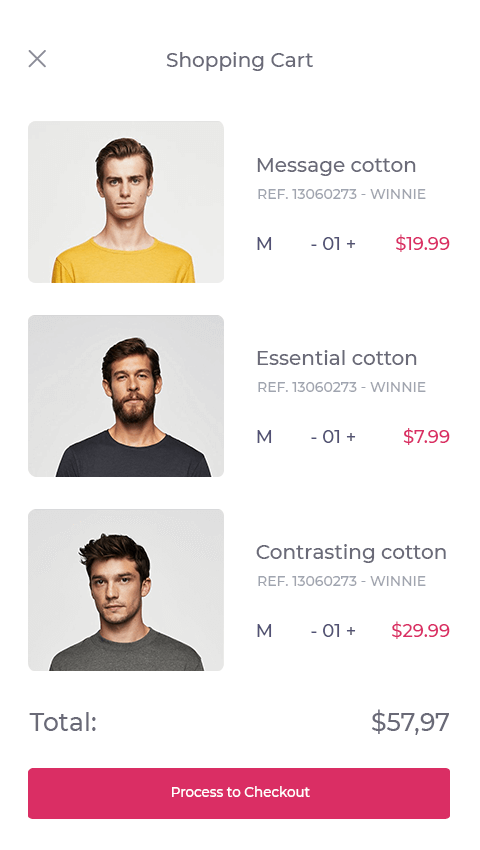 Shopping Cart
Message cotton
REF. 13060273 - WINNIE
M - 01 + $19.99
Essential cotton
REF. 13060273 - WINNIE
M - 01 + $7.99
Contrasting cotton
REF. 13060273 - WINNIE
M - 01 + $29.99
Total: $57,97
Process to Checkout